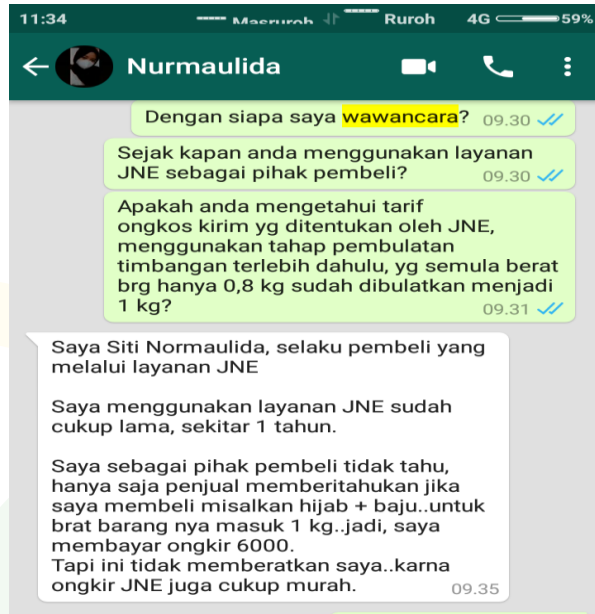 11:34 Masruroh Ruroh 4G 59%
Nurmaulida
Dengan siapa saya wawancara? 09.30
Sejak kapan anda menggunakan layanan
JNE sebagai pihak pembeli? 09.30
Apakah anda mengetahui tarif
ongkos kirim yg ditentukan oleh JNE,
menggunakan tahap pembulatan
timbangan terlebih dahulu, yg semula berat
brg hanya 0,8 kg sudah dibulatkan menjadi
1 kg? 09.31
Saya Siti Normaulida, selaku pembeli yang
melalui layanan JNE
Saya menggunakan layanan JNE sudah
cukup lama, sekitar 1 tahun.
Saya sebagai pihak pembeli tidak tahu,
hanya saja penjual memberitahukan jika
saya membeli misalkan hijab + baju..untuk
brat barang nya masuk 1 kg..jadi, saya
membayar ongkir 6000.
Tapi ini tidak memberatkan saya..karna
ongkir JNE juga cukup murah. 09.35